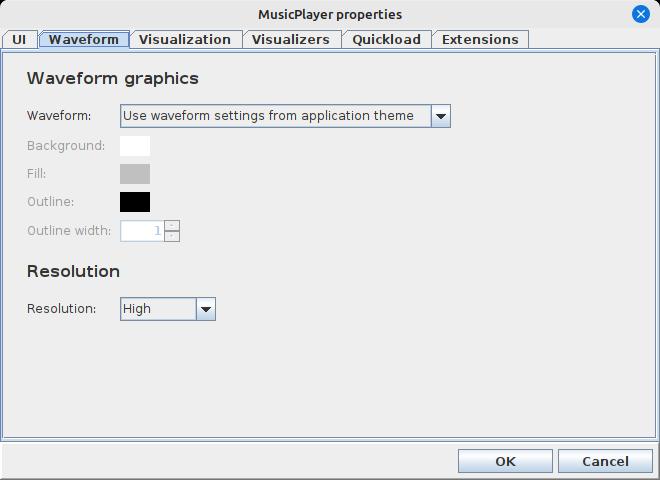 MusicPlayer properties
UI Waveform Visualization Visualizers Quickload Extensions
Waveform graphics
Waveform: Use waveform settings from application theme
Background:
Fill:
Outline:
Outline width: 1
Resolution
Resolution: High
OK Cancel